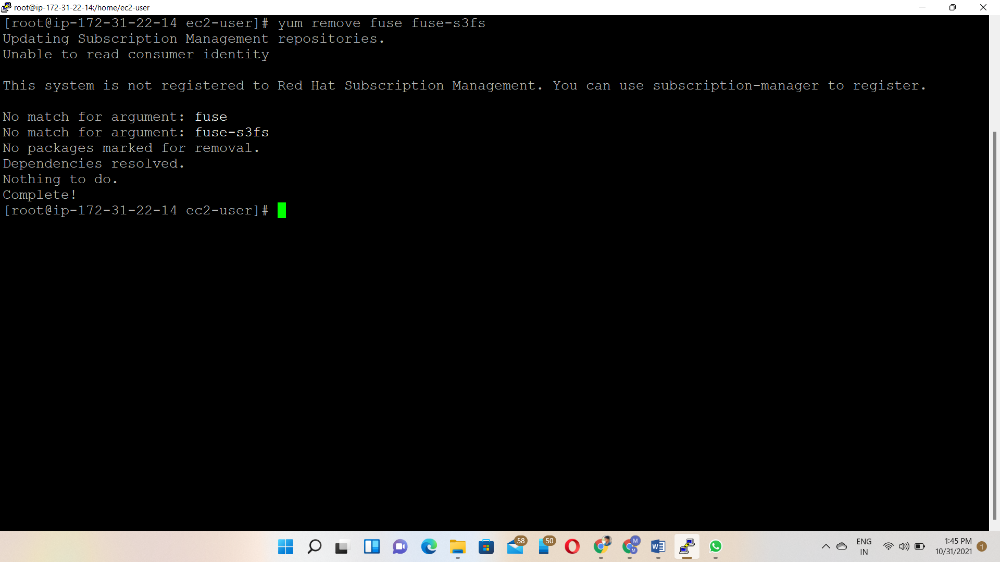 root@ip-172-31-22-14:/home/ec2-user
[root@ip-172-31-22-14 ec2-user]# yum remove fuse fuse-s3fs
Updating Subscription Management repositories.
Unable to read consumer identity
This system is not registered to Red Hat Subscription Management. You can use subscription-manager to register.
No match for argument: fuse
No match for argument: fuse-s3fs
No packages marked for removal.
Dependencies resolved.
Nothing to do.
Complete!
[root@ip-172-31-22-14 ec2-user]#
58
50
M
M
W
ENG
IN
1:45 PM
10/31/2021
1